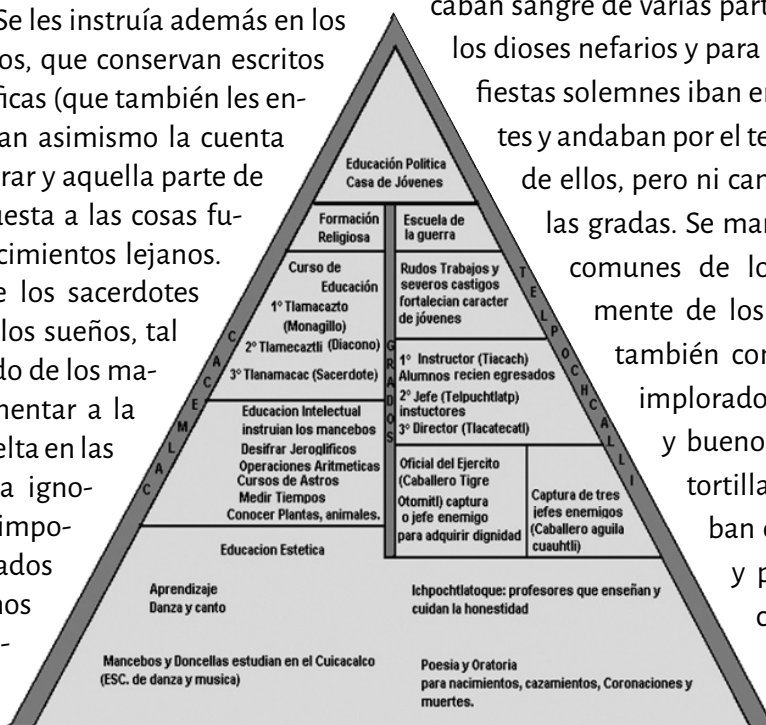 Se les instruía además en los
os, que conservan escritos
ficas (que también les en-
an asimismo la cuenta
rar y aquella parte de
uesta a las cosas fu-
cimientos lejanos.
e los sacerdotes
los sueños, tal
do de los ma-
mentar a la
elta en las
a igno-
impo-
ados
nos
-
Educación Politica
Casa de Jóvenes
Formación
Religiosa
Curso de
Educación
1º Tlamacazto
(Monagillo)
2º Tlamecaztli (Diacono)
3º Tlanamacac (Sacerdote)
Educacion Intelectual
instruian los mancebos
Desifrar Jeroglificos
Operaciones Aritmeticas
Cursos de Astros
Medir Tiempos
Conocer Plantas, animales.
CALMECAC
GRADOS
Escuela de
la guerra
Rudos Trabajos y
severos castigos
fortalecian caracter
de jóvenes
1º Instructor (Tiacach)
Alumnos recien egresados
2º Jefe (Telpuchtlatp)
instuctores
3º Director (Tlacatecatl)
Oficial del Ejercito
(Caballero Tigre
Otomitl) captura
o jefe enemigo
para adquirir dignidad
Captura de tres
jefes enemigos
(Caballero aguila
cuauhtli)
TELPOCHCALLI
Educacion Estetica
Aprendizaje
Danza y canto
Ichpochtlatoque: profesores que enseñan y
cuidan la honestidad
Mancebos y Doncellas estudian en el Cuicacalco
(ESC. de danza y musica)
Poesia y Oratoria
para nacimientos, cazamientos, Coronaciones y
muertes.
caban sangre de varias part
los dioses nefarios y para
fiestas solemnes iban en
tes y andaban por el te
de ellos, pero ni can
las gradas. Se man
comunes de lo
mente de los
también con
implorado
y bueno
tortilla
ban
y p